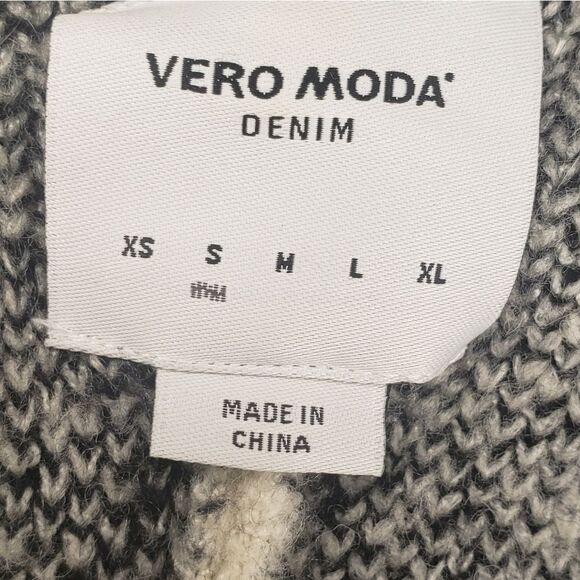 VERO MODA
DENIM
XS S M L XL
MADE IN
CHINA